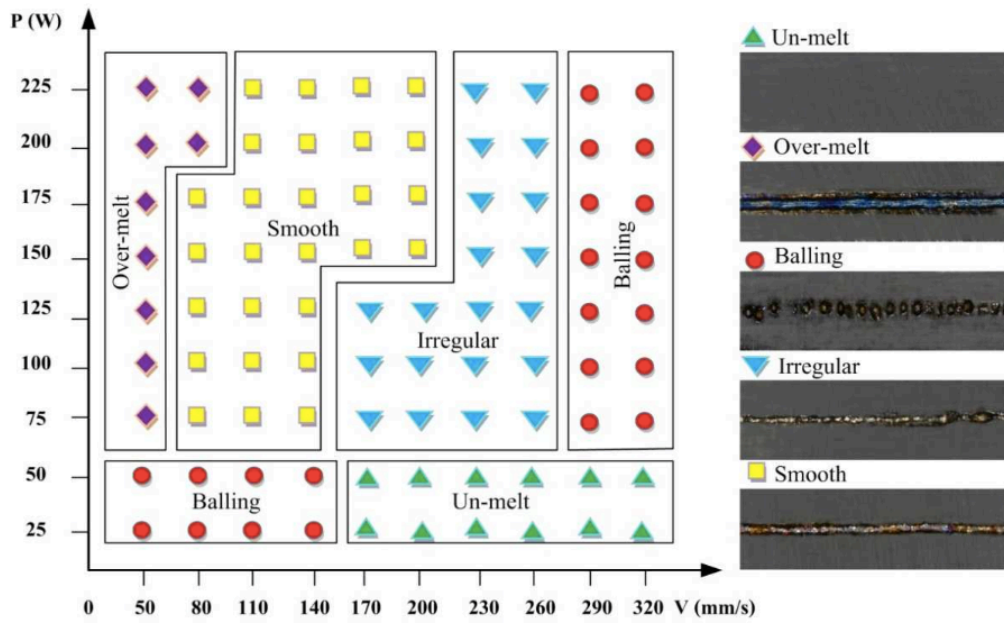 P (W)
225
200
175
150
125
100
75
50
25
Over-melt
Smooth
Irregular
Balling
Balling
Un-melt
0 50 80 110 140 170 200 230 260 290 320 V (mm/s)
Un-melt
Over-melt
Balling
Irregular
Smooth